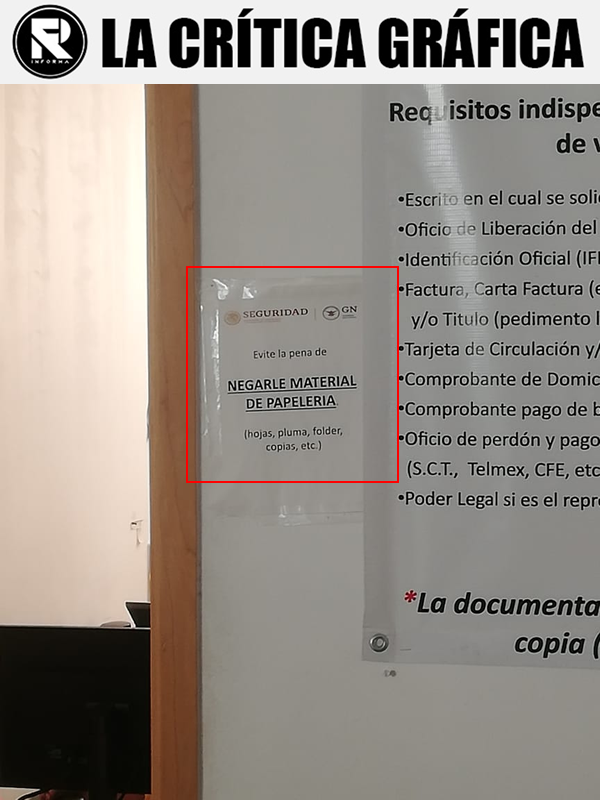 R INFORMA
LA CRÍTICA GRÁFICA
Requisitos indispe
de v
•Escrito en el cual se soli
•Oficio de Liberación del
•Identificación Oficial (IF
•Factura, Carta Factura (e
y/o Titulo (pedimento l
•Tarjeta de Circulación y/
•Comprobante de Domic
•Comprobante pago de b
•Oficio de perdón y pago
(S.C.T., Telmex, CFE, etc
•Poder Legal si es el repre
*La documenta
copia (
SEGURIDAD GN
Evite la pena de
NEGARLE MATERIAL
DE PAPELERIA.
(hojas, pluma, folder,
copias, etc.)